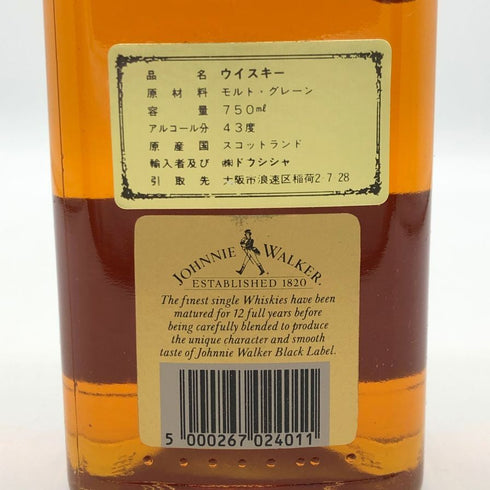 品名 ウイスキー
原材料 モルト・グレーン
容量 750ml
アルコール分 43度
原産国 スコットランド
輸入者及び ㈱ドウシシャ
引取先 大阪市浪速区稲荷2-7-28
JOHNNIE WALKER.
ESTABLISHED 1820
The finest single Whiskies have been
matured for 12 full years before
being carefully blended to produce
the unique character and smooth
taste of Johnnie Walker Black Label.
5 000267 024011